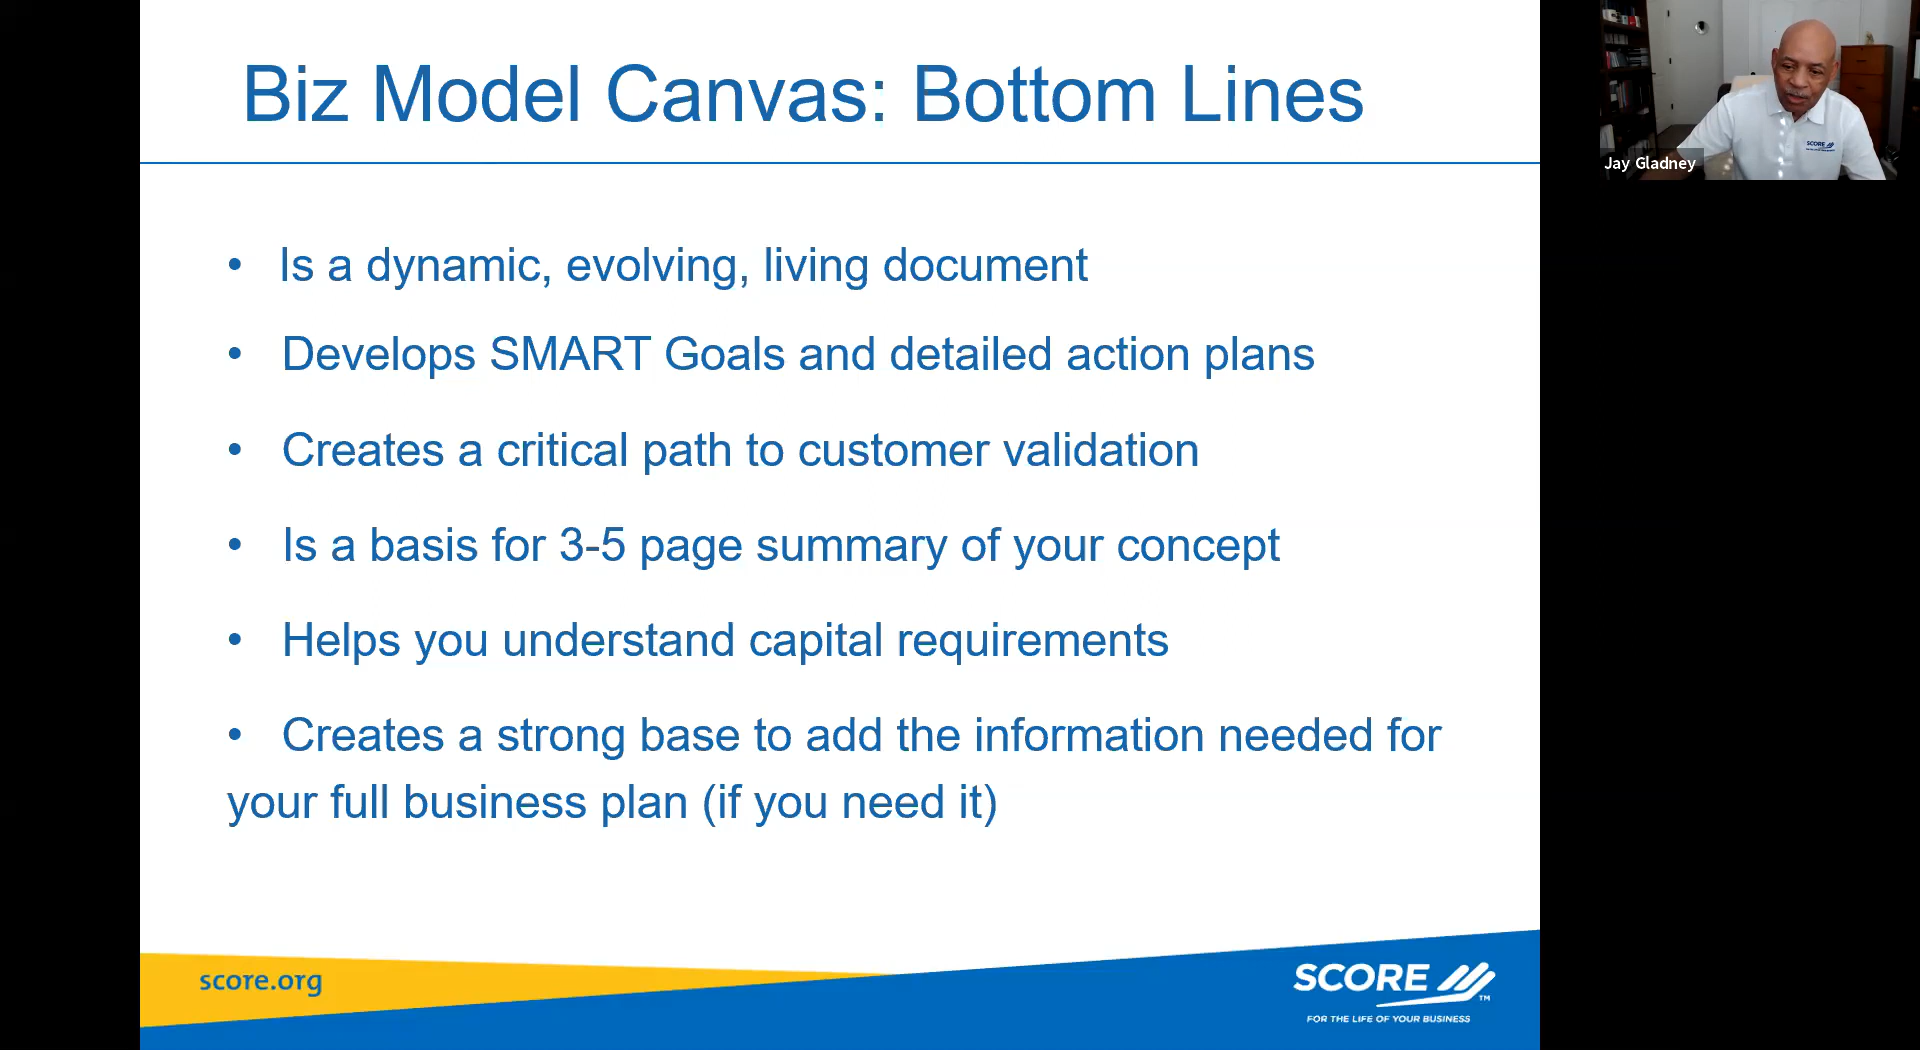 Biz Model Canvas: Bottom Lines
• Is a dynamic, evolving, living document
• Develops SMART Goals and detailed action plans
• Creates a critical path to customer validation
• Is a basis for 3-5 page summary of your concept
• Helps you understand capital requirements
• Creates a strong base to add the information needed for
your full business plan (if you need it)
score.org
SCORE
TM
FOR THE LIFE OF YOUR BUSINESS
Jay Gladney
SCORE